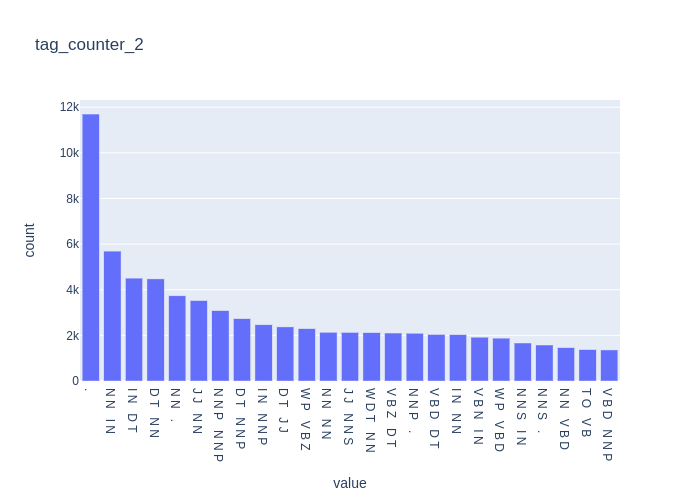 tag_counter_2
12k
10k
8k
6k
4k
2k
0
count
.
NN IN
IN DT
DT NN
NN .
JJ NN
NNP NNP
DT NNP
IN NNP
DT JJ
WP VBZ
NN NN
JJ NNS
WDT NN
VBZ DT
NNP .
VBD DT
IN NN
VBN IN
WP VBD
NNS IN
NNS .
NN VBD
TO VB
VBD NNP
value